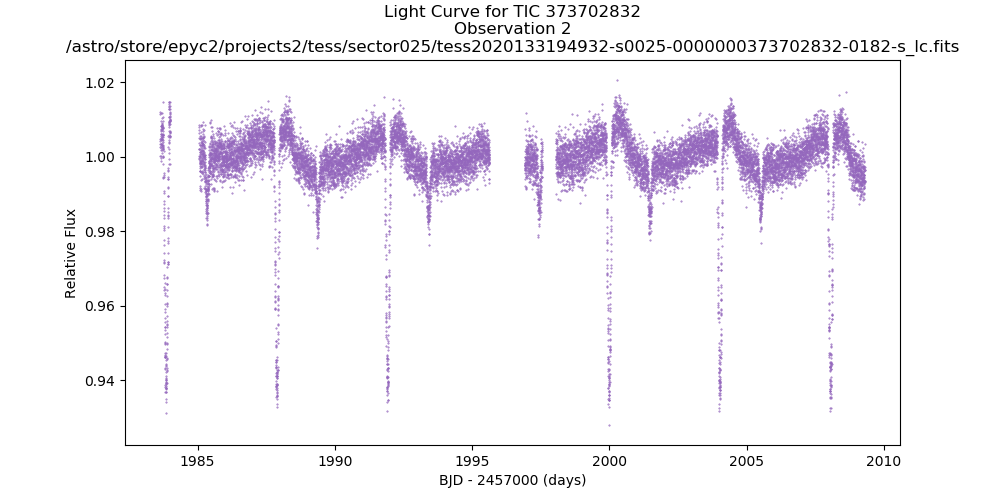 Light Curve for TIC 373702832
Observation 2
/astro/store/epyc2/projects2/tess/sector025/tess2020133194932-s0025-0000000373702832-0182-s_lc.fits
1.02
1.00
0.98
0.96
0.94
Relative Flux
1985
1990
1995
2000
2005
2010
BJD - 2457000 (days)